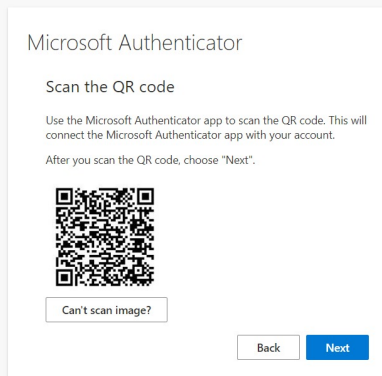 Microsoft Authenticator
Scan the QR code
Use the Microsoft Authenticator app to scan the QR code. This will
connect the Microsoft Authenticator app with your account.
After you scan the QR code, choose "Next".
Can't scan image?
Back
Next